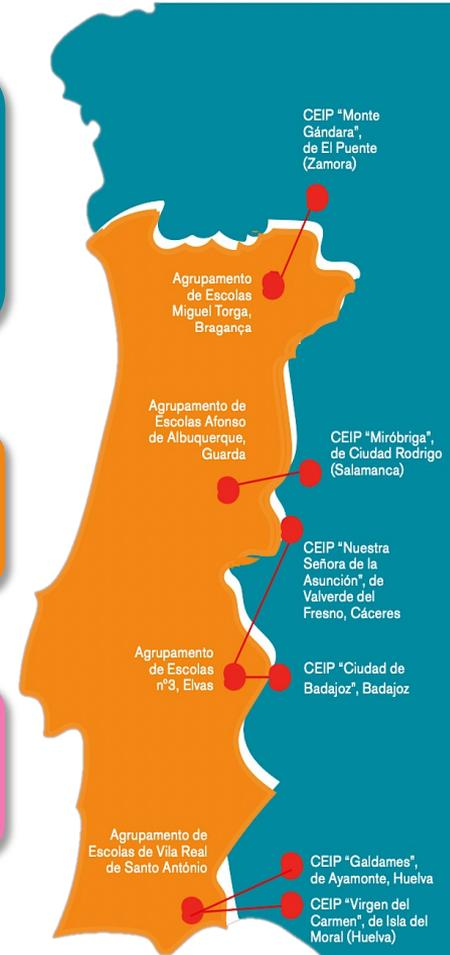 CEIP “Monte
Gándara”,
de El Puente
(Zamora)
Agrupamento
de Escolas
Miguel Torga,
Bragança
Agrupamento de
Escolas Afonso
de Albuquerque,
Guarda
CEIP “Miróbriga”,
de Ciudad Rodrigo
(Salamanca)
CEIP “Nuestra
Señora de la
Asunción”, de
Valverde del
Fresno, Cáceres
Agrupamento
de Escolas
nº3, Elvas
CEIP “Ciudad de
Badajoz”, Badajoz
Agrupamento de
Escolas de Vila Real
de Santo António
CEIP “Galdames”,
de Ayamonte, Huelva
CEIP “Virgen del
Carmen”, de Isla del
Moral (Huelva)